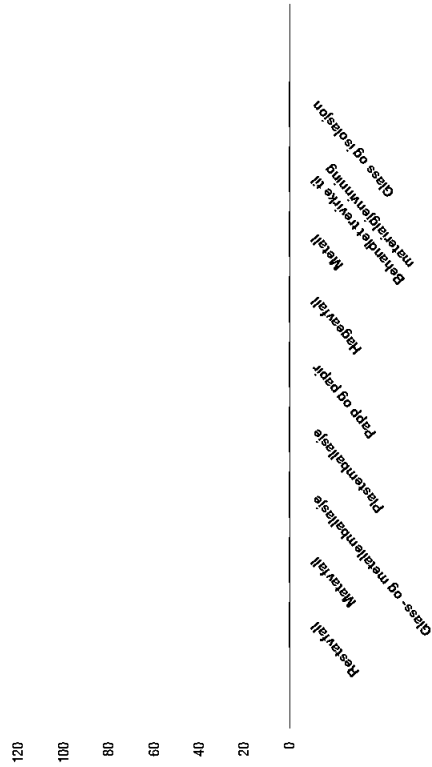 120
100
80
60
40
20
0
Restavfall
Matavfall
Glass- og metallemballasje
Plastemballasje
Papp og papir
Hageavfall
Metall
Behandlet trevirke til
materialgjenvinning
Glass og isolasjon